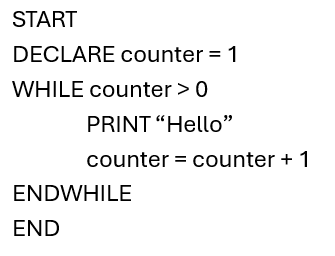 START
DECLARE counter = 1
WHILE counter > 0
PRINT “Hello”
counter = counter + 1
ENDWHILE
END